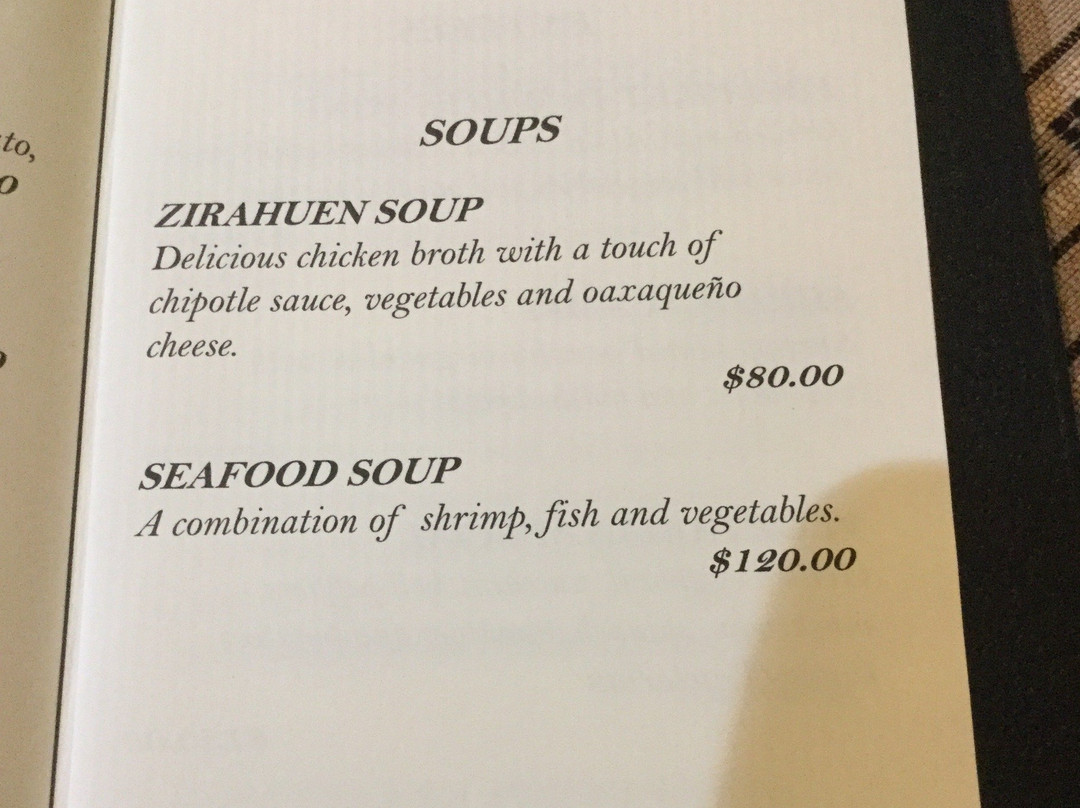 to,
SOUPS
ZIRAHUEN SOUP
Delicious chicken broth with a touch of
chipotle sauce, vegetables and oaxaqueño
cheese.
$80.00
SEAFOOD SOUP
A combination of shrimp, fish and vegetables.
$120.00